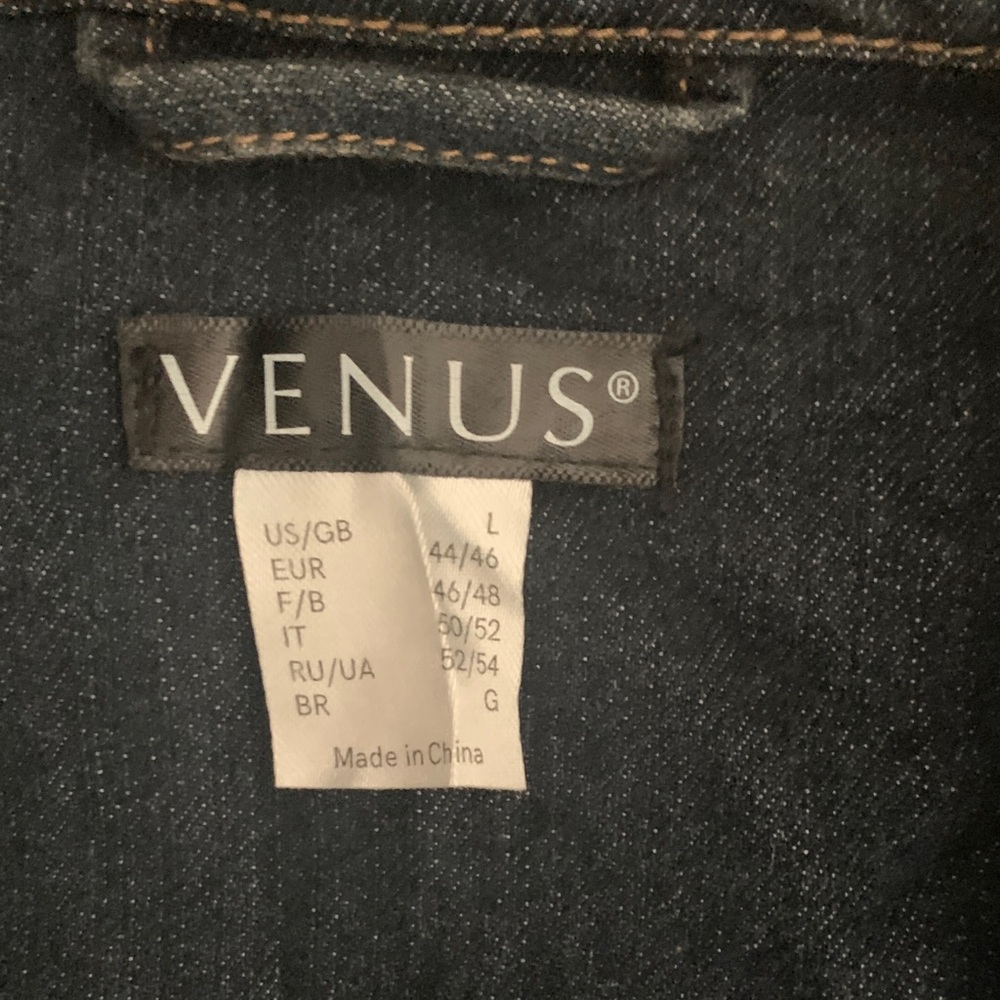 VENUS®
US/GB L
EUR 44/46
F/B 46/48
IT 50/52
RU/UA 52/54
BR G
Made in China